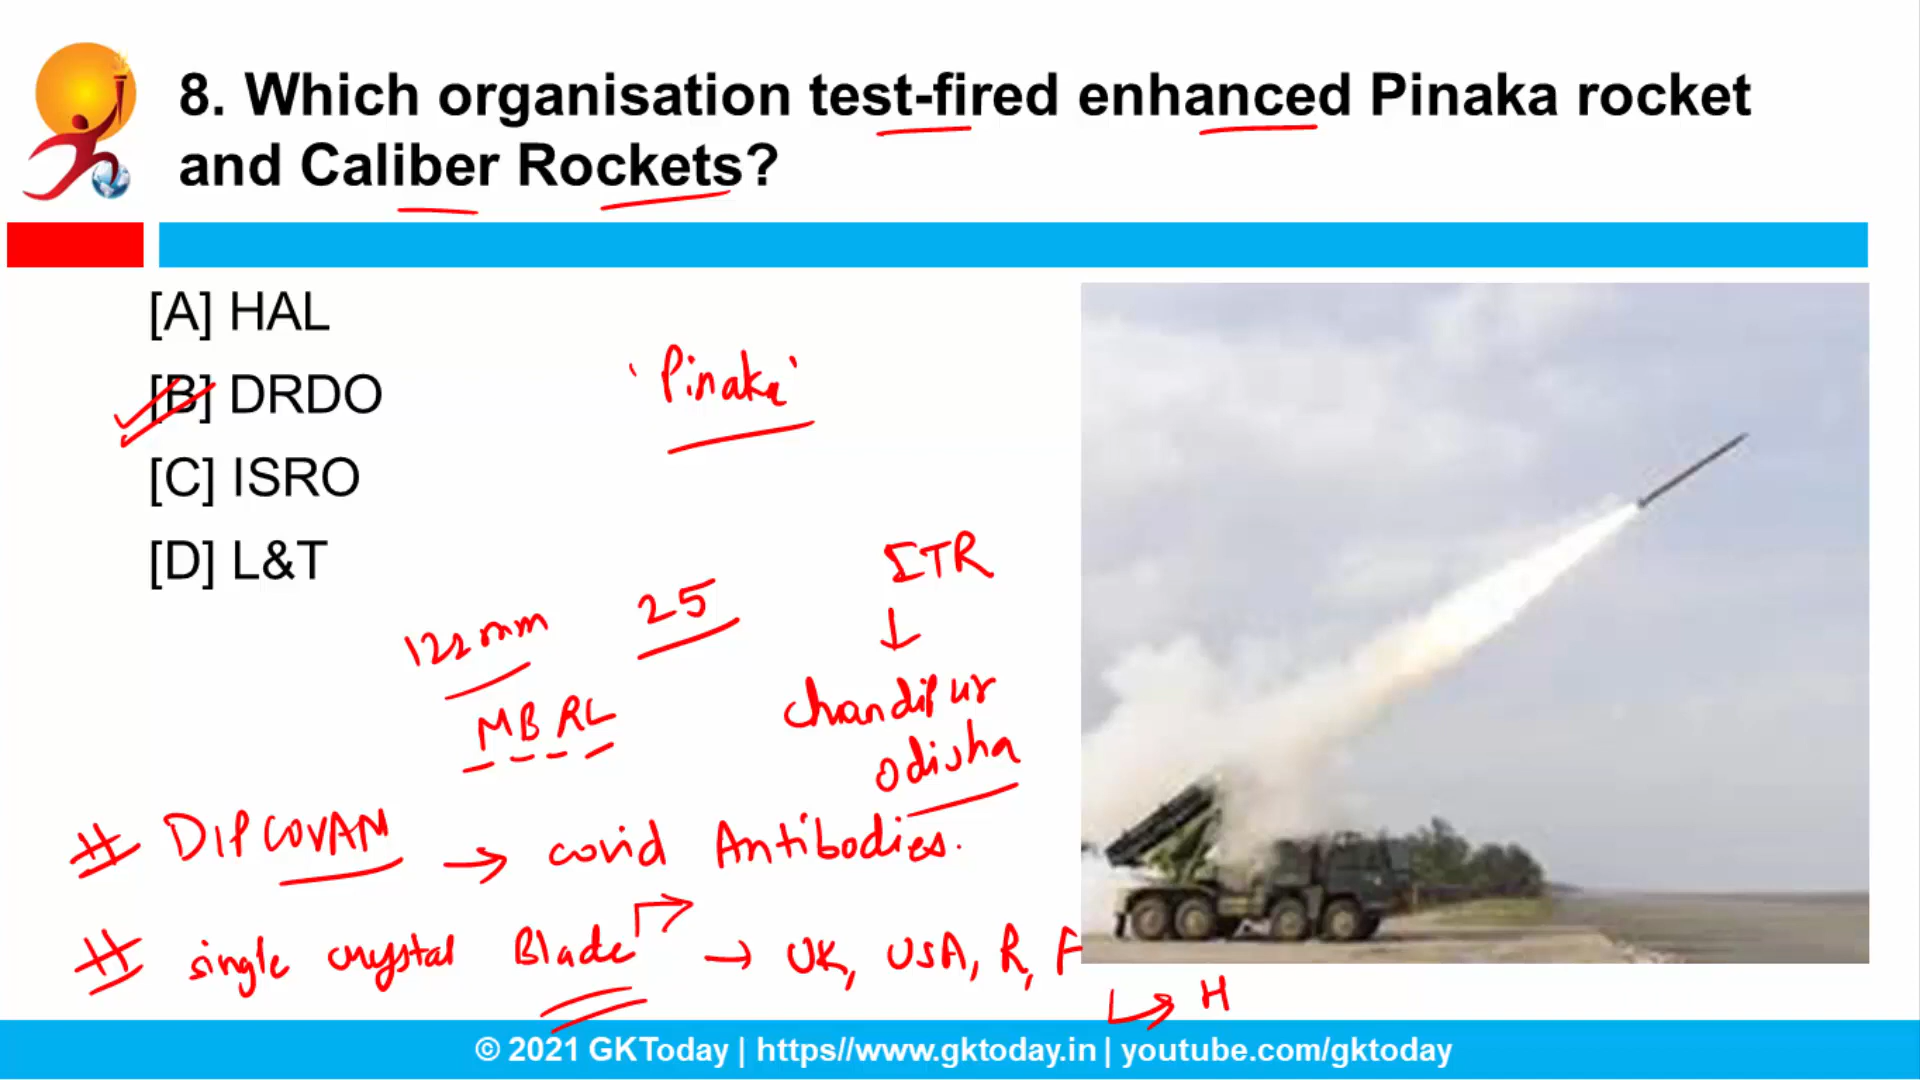 8. Which organisation test-fired enhanced Pinaka rocket
and Caliber Rockets?
[A] HAL
[B] DRDO
[C] ISRO
[D] L&T
'Pinaka'
122mm
25
MBRL
ITR
Chandipur
Odisha
# DIPCOVAN → covid Antibodies.
# single crystal Blade → UK, USA, R, F
↳ H
© 2021 GKToday | https//www.gktoday.in | youtube.com/gktoday